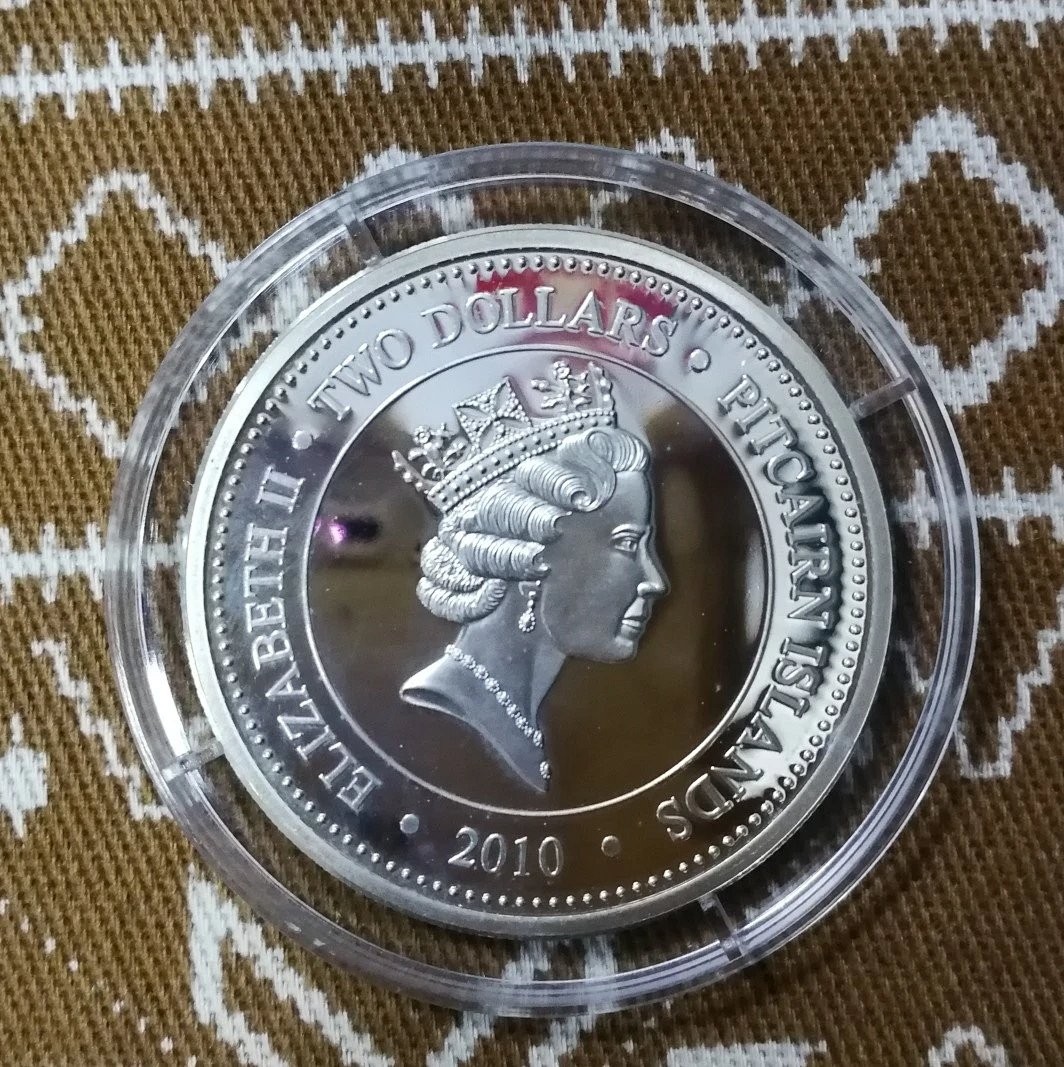 ELIZABETH II • TWO DOLLARS • PITCAIRN ISLANDS
• 2010 •